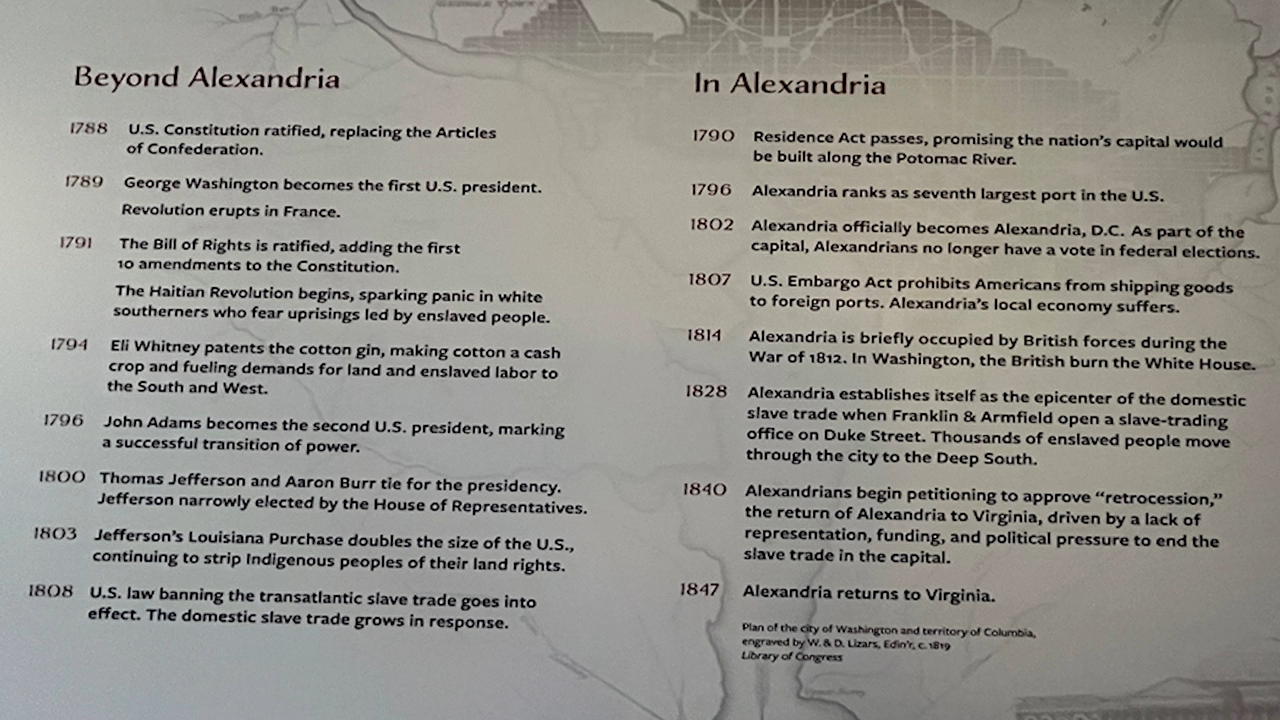 Beyond Alexandria
1788 U.S. Constitution ratified, replacing the Articles
of Confederation.
1789 George Washington becomes the first U.S. president.
Revolution erupts in France.
1791 The Bill of Rights is ratified, adding the first
10 amendments to the Constitution.
The Haitian Revolution begins, sparking panic in white
southerners who fear uprisings led by enslaved people.
1794 Eli Whitney patents the cotton gin, making cotton a cash
crop and fueling demands for land and enslaved labor to
the South and West.
1796 John Adams becomes the second U.S. president, marking
a successful transition of power.
1800 Thomas Jefferson and Aaron Burr tie for the presidency.
Jefferson narrowly elected by the House of Representatives.
1803 Jefferson's Louisiana Purchase doubles the size of the U.S.,
continuing to strip Indigenous peoples of their land rights.
1808 U.S. law banning the transatlantic slave trade goes into
effect. The domestic slave trade grows in response.
In Alexandria
1790 Residence Act passes, promising the nation's capital would
be built along the Potomac River.
1796 Alexandria ranks as seventh largest port in the U.S.
1802 Alexandria officially becomes Alexandria, D.C. As part of the
capital, Alexandrians no longer have a vote in federal elections.
1807 U.S. Embargo Act prohibits Americans from shipping goods
to foreign ports. Alexandria's local economy suffers.
1814 Alexandria is briefly occupied by British forces during the
War of 1812. In Washington, the British burn the White House.
1828 Alexandria establishes itself as the epicenter of the domestic
slave trade when Franklin & Armfield open a slave-trading
office on Duke Street. Thousands of enslaved people move
through the city to the Deep South.
1840 Alexandrians begin petitioning to approve "retrocession,"
the return of Alexandria to Virginia, driven by a lack of
representation, funding, and political pressure to end the
slave trade in the capital.
1847 Alexandria returns to Virginia.
Plan of the city of Washington and territory of Columbia,
engraved by W. & D. Lizars, Edin'r, c. 1819
Library of Congress